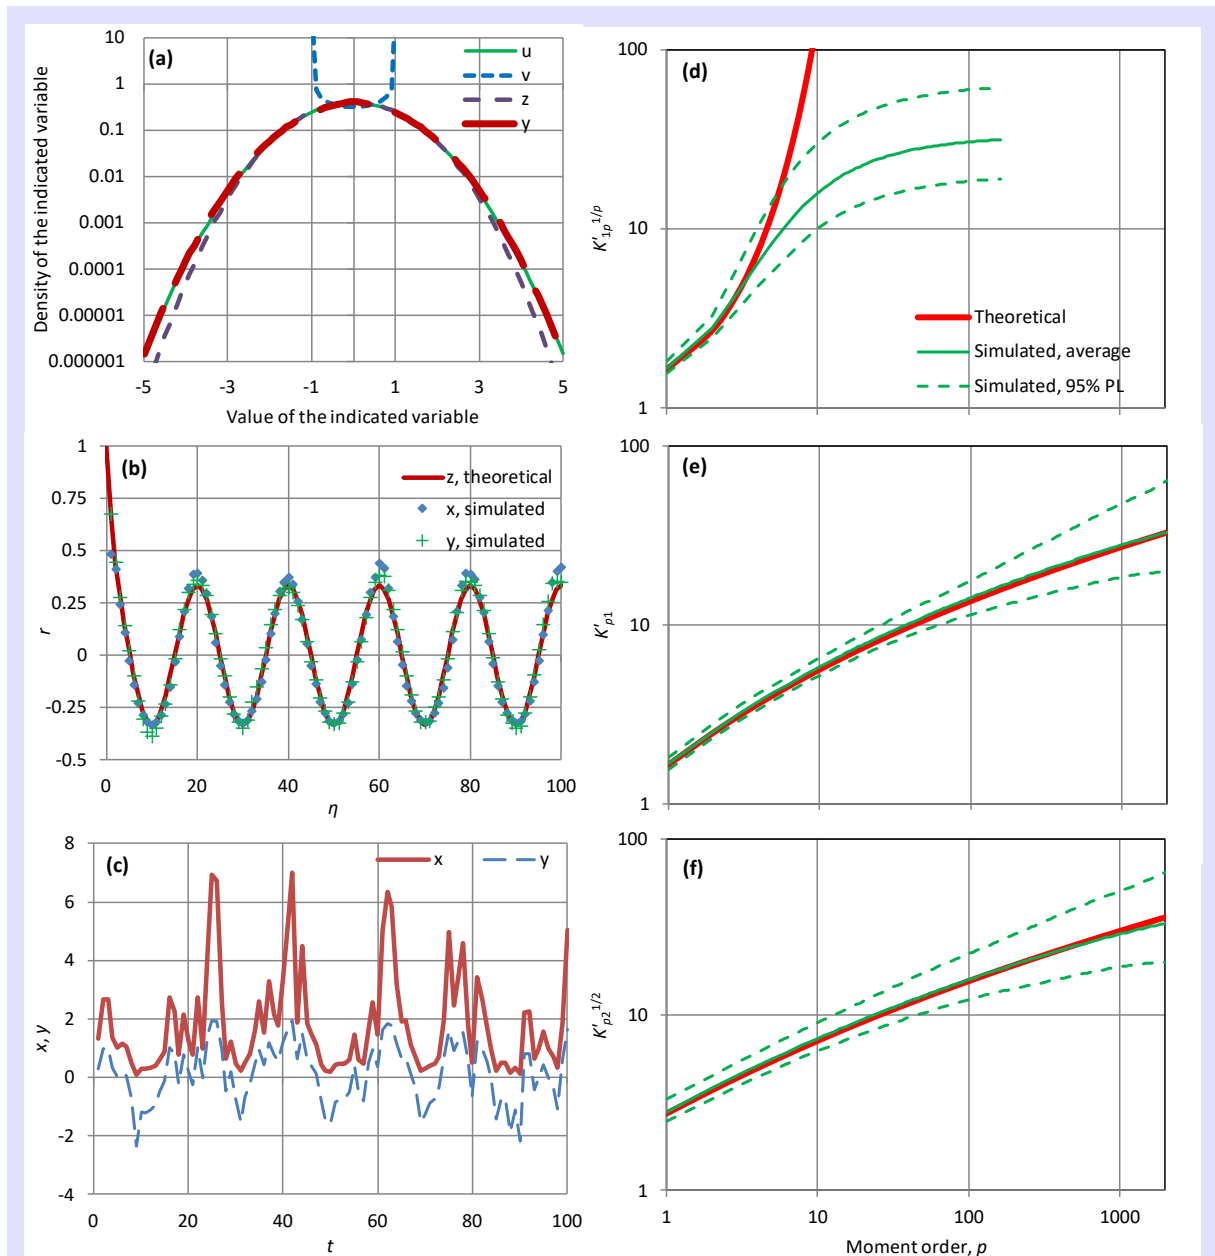 (a)
Density of the indicated variable
10
1
0.1
0.01
0.001
0.0001
0.00001
0.000001
u
v
z
y
-5
-3
-1
1
3
5
Value of the indicated variable
(b)
r
1
0.75
0.5
0.25
0
-0.25
-0.5
z, theoretical
x, simulated
y, simulated
0
20
40
60
80
100
η
(c)
x, y
8
6
4
2
0
-2
-4
x
y
0
20
40
60
80
100
t
(d)
K′1p^1/p
100
10
1
Theoretical
Simulated, average
Simulated, 95% PL
(e)
K′p1
100
10
1
(f)
K′p2^1/2
100
10
1
1
10
100
1000
Moment order, p